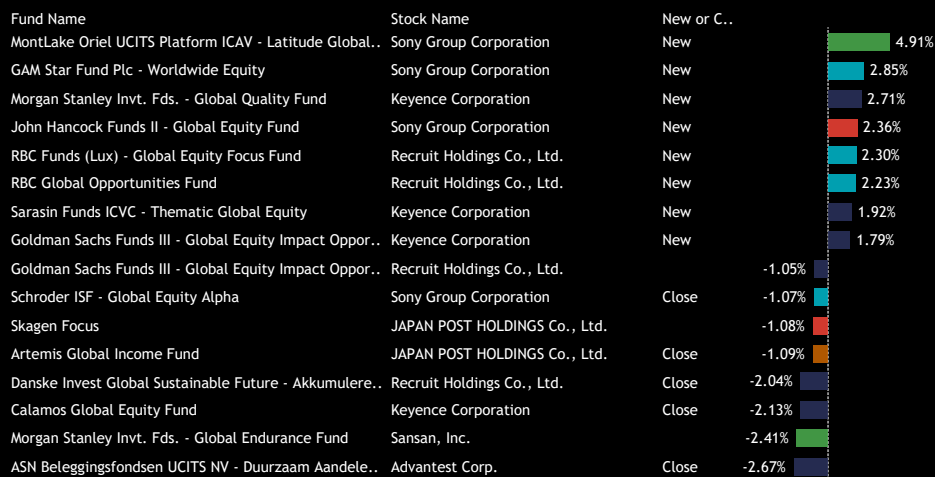 Fund Name Stock Name New or C..
MontLake Oriel UCITS Platform ICAV - Latitude Global.. Sony Group Corporation New 4.91%
GAM Star Fund Plc - Worldwide Equity Sony Group Corporation New 2.85%
Morgan Stanley Invt. Fds. - Global Quality Fund Keyence Corporation New 2.71%
John Hancock Funds II - Global Equity Fund Sony Group Corporation New 2.36%
RBC Funds (Lux) - Global Equity Focus Fund Recruit Holdings Co., Ltd. New 2.30%
RBC Global Opportunities Fund Recruit Holdings Co., Ltd. New 2.23%
Sarasin Funds ICVC - Thematic Global Equity Keyence Corporation New 1.92%
Goldman Sachs Funds III - Global Equity Impact Oppor.. Keyence Corporation New 1.79%
Goldman Sachs Funds III - Global Equity Impact Oppor.. Recruit Holdings Co., Ltd. -1.05%
Schroder ISF - Global Equity Alpha Sony Group Corporation Close -1.07%
Skagen Focus JAPAN POST HOLDINGS Co., Ltd. -1.08%
Artemis Global Income Fund JAPAN POST HOLDINGS Co., Ltd. Close -1.09%
Danske Invest Global Sustainable Future - Akkumulere.. Recruit Holdings Co., Ltd. Close -2.04%
Calamos Global Equity Fund Keyence Corporation Close -2.13%
Morgan Stanley Invt. Fds. - Global Endurance Fund Sansan, Inc. -2.41%
ASN Beleggingsfondsen UCITS NV - Duurzaam Aandele.. Advantest Corp. Close -2.67%